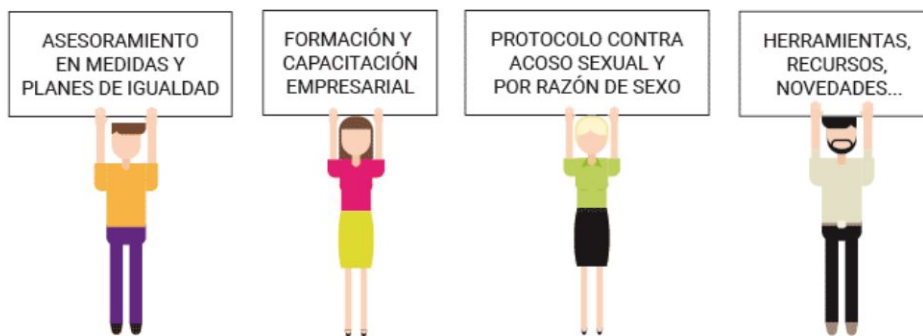 ASESORAMIENTO
EN MEDIDAS Y
PLANES DE IGUALDAD
FORMACIÓN Y
CAPACITACIÓN
EMPRESARIAL
PROTOCOLO CONTRA
ACOSO SEXUAL Y
POR RAZÓN DE SEXO
HERRAMIENTAS,
RECURSOS,
NOVEDADES...